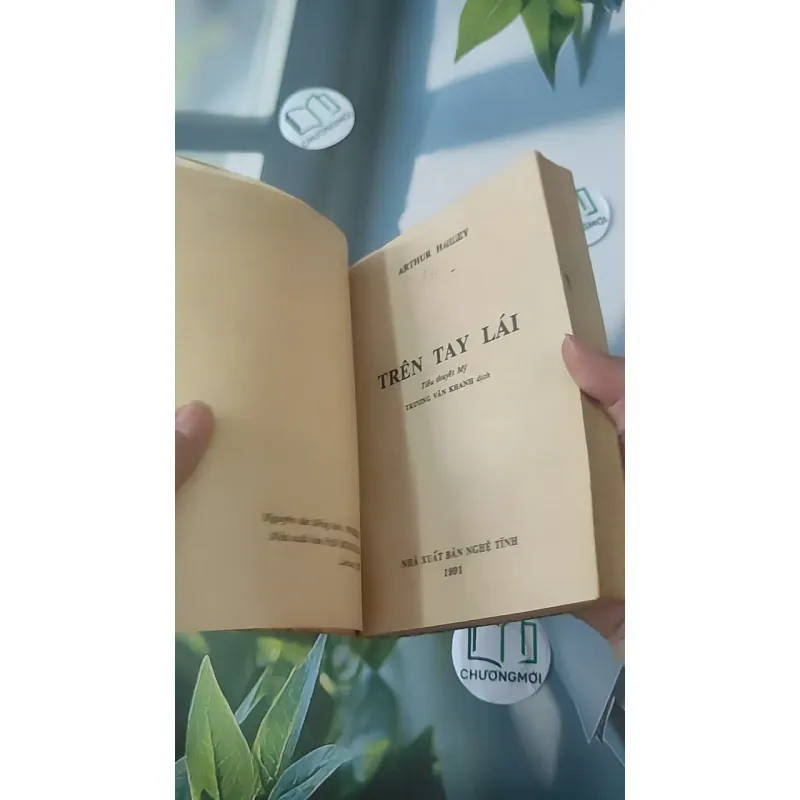 CHƯƠNGMỚI
ARTHUR HAILEY
TRÊN TAY LÁI
Tiểu thuyết Mỹ
TRƯƠNG VĂN KHANH dịch
NHÀ XUẤT BẢN NGHỆ TĨNH
1991
CHƯƠNGMỚI